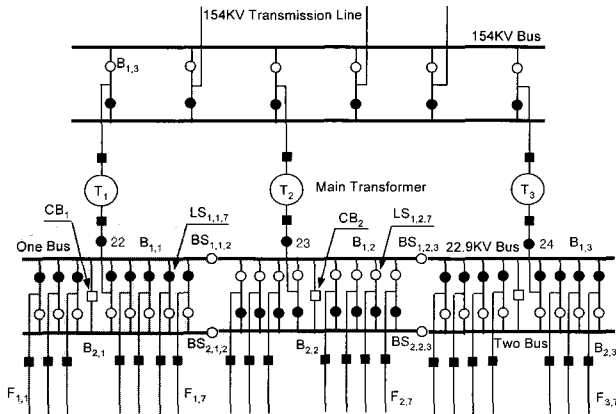 154KV Transmission Line
154KV Bus
B1,3
T1
T2
Main Transformer
T3
CB1
LS1,1,7
CB2
LS1,2,7
One Bus
22
B1,1
BS1,1,2
23
B1,2
BS1,2,3
22.9KV Bus
24
B1,3
B2,1
BS2,1,2
B2,2
BS2,2,3
Two Bus
B2,3
F1,1
F1,7
F2,7
F3,7